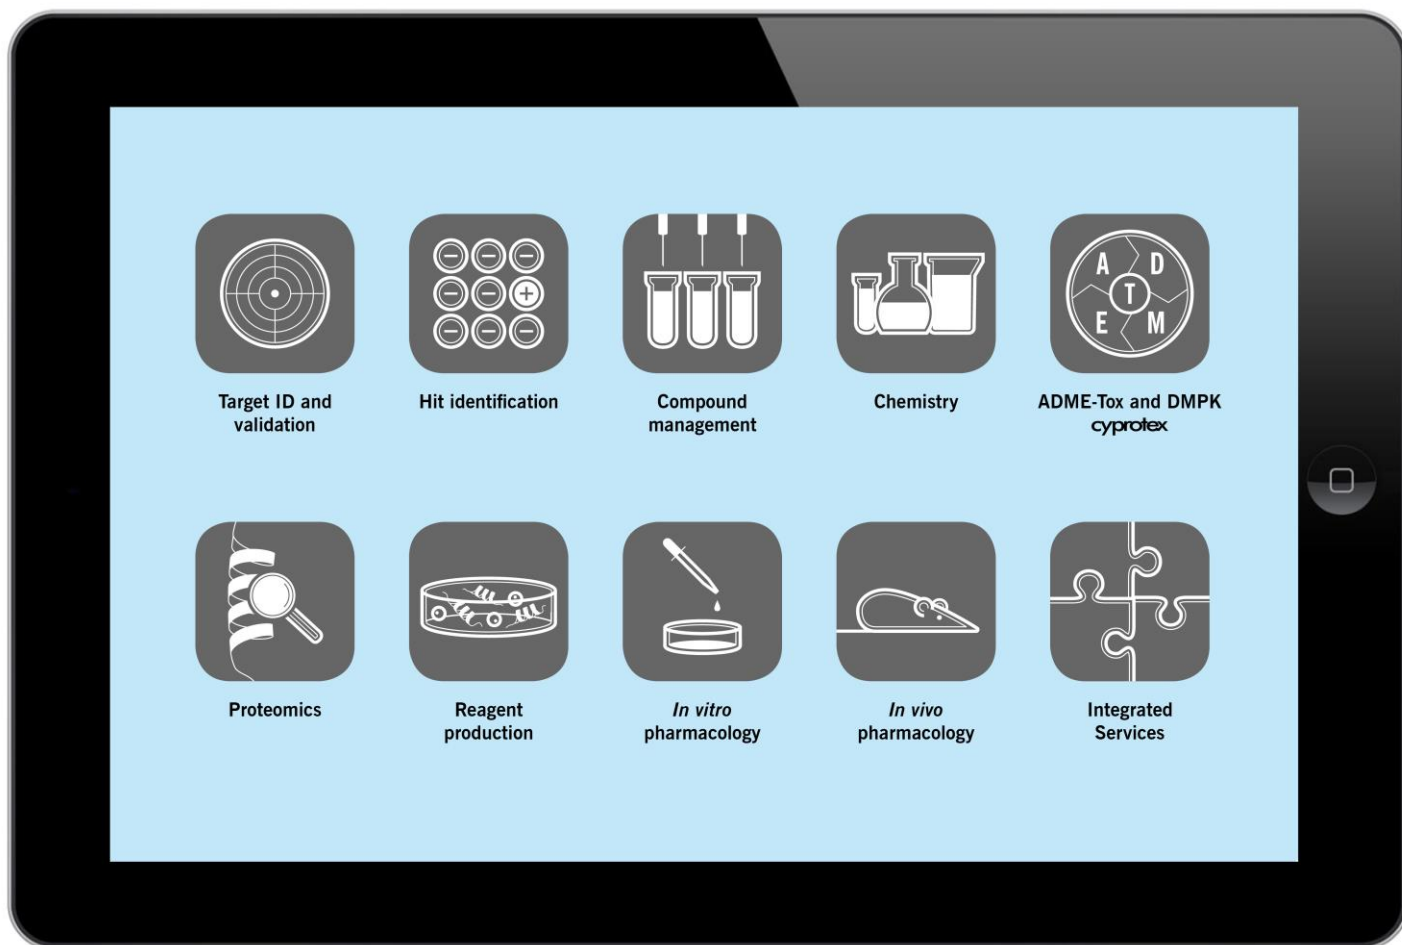 A D
T
E M
Target ID and
validation
Hit identification
Compound
management
Chemistry
ADME-Tox and DMPK
cyprotex
Proteomics
Reagent
production
In vitro
pharmacology
In vivo
pharmacology
Integrated
Services